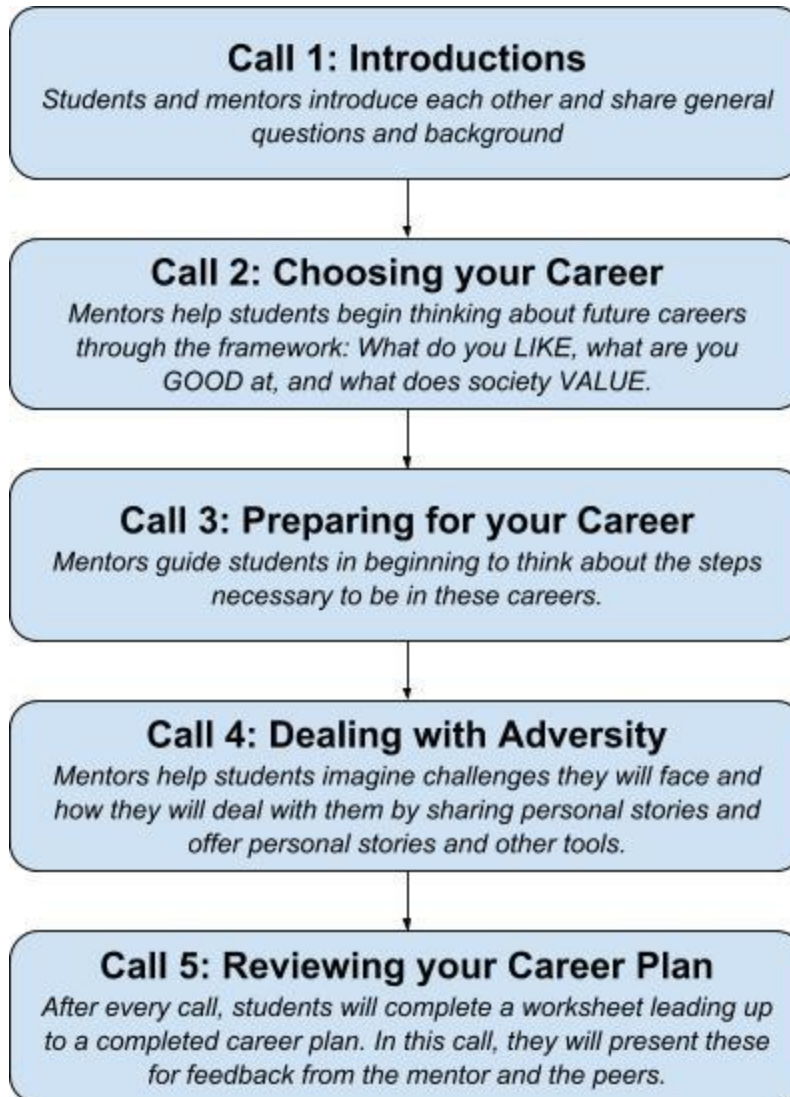 Call 1: Introductions
Students and mentors introduce each other and share general
questions and background
Call 2: Choosing your Career
Mentors help students begin thinking about future careers
through the framework: What do you LIKE, what are you
GOOD at, and what does society VALUE.
Call 3: Preparing for your Career
Mentors guide students in beginning to think about the steps
necessary to be in these careers.
Call 4: Dealing with Adversity
Mentors help students imagine challenges they will face and
how they will deal with them by sharing personal stories and
offer personal stories and other tools.
Call 5: Reviewing your Career Plan
After every call, students will complete a worksheet leading up
to a completed career plan. In this call, they will present these
for feedback from the mentor and the peers.